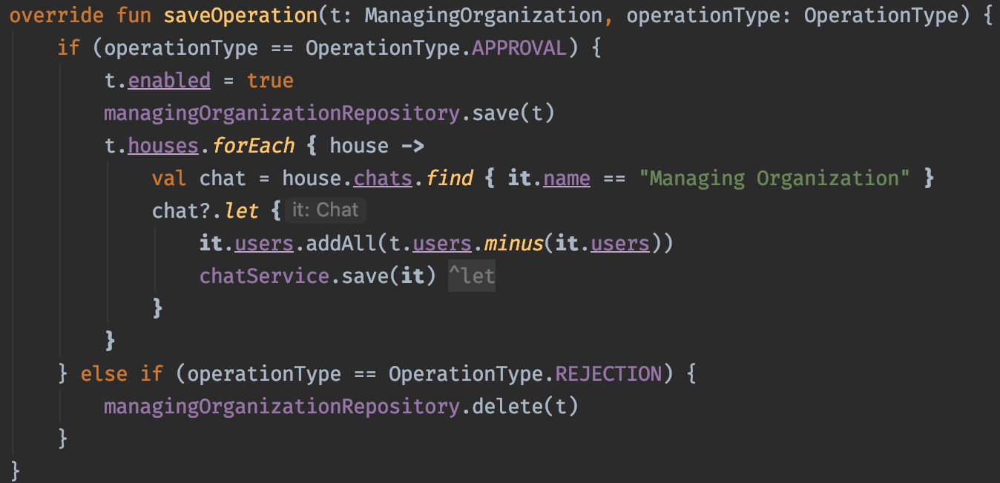 override fun saveOperation(t: ManagingOrganization, operationType: OperationType) {
    if (operationType == OperationType.APPROVAL) {
        t.enabled = true
        managingOrganizationRepository.save(t)
        t.houses.forEach { house ->
            val chat = house.chats.find { it.name == "Managing Organization" }
            chat?.let { it: Chat
                it.users.addAll(t.users.minus(it.users))
                chatService.save(it) ^let
            }
        }
    } else if (operationType == OperationType.REJECTION) {
        managingOrganizationRepository.delete(t)
    }
}